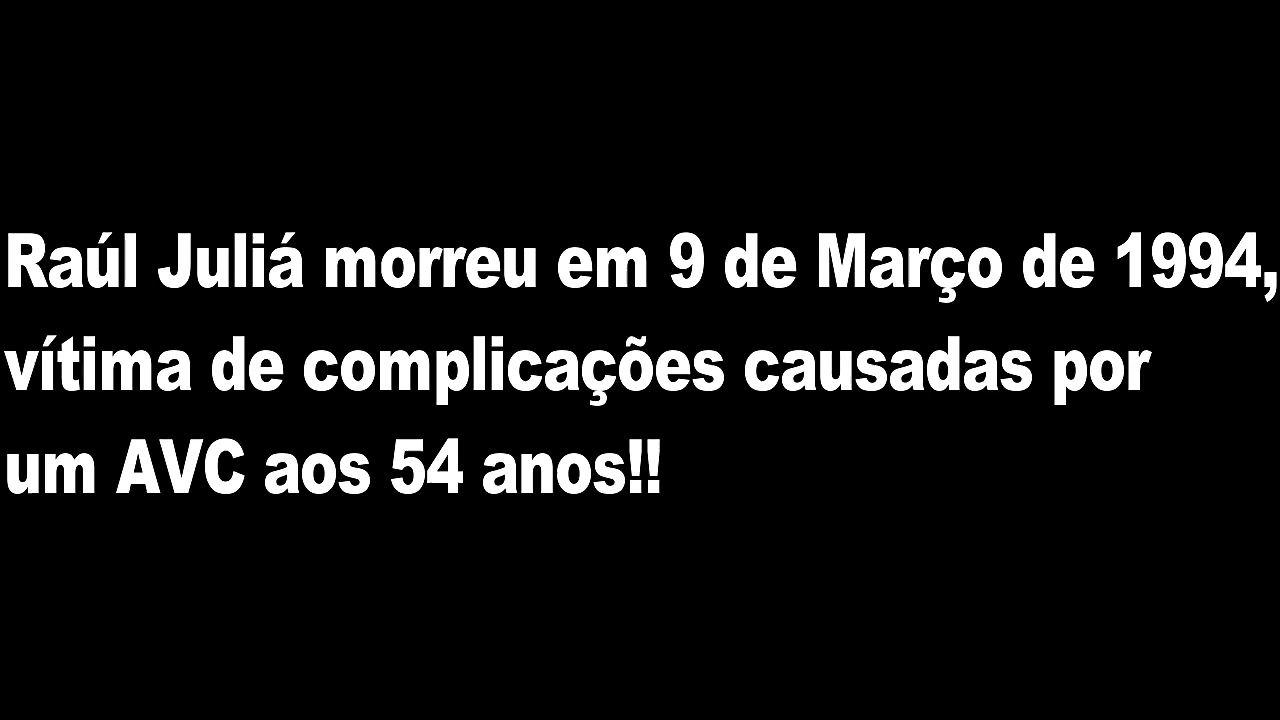 Raúl Juliá morreu em 9 de Março de 1994,
vítima de complicações causadas por
um AVC aos 54 anos!!